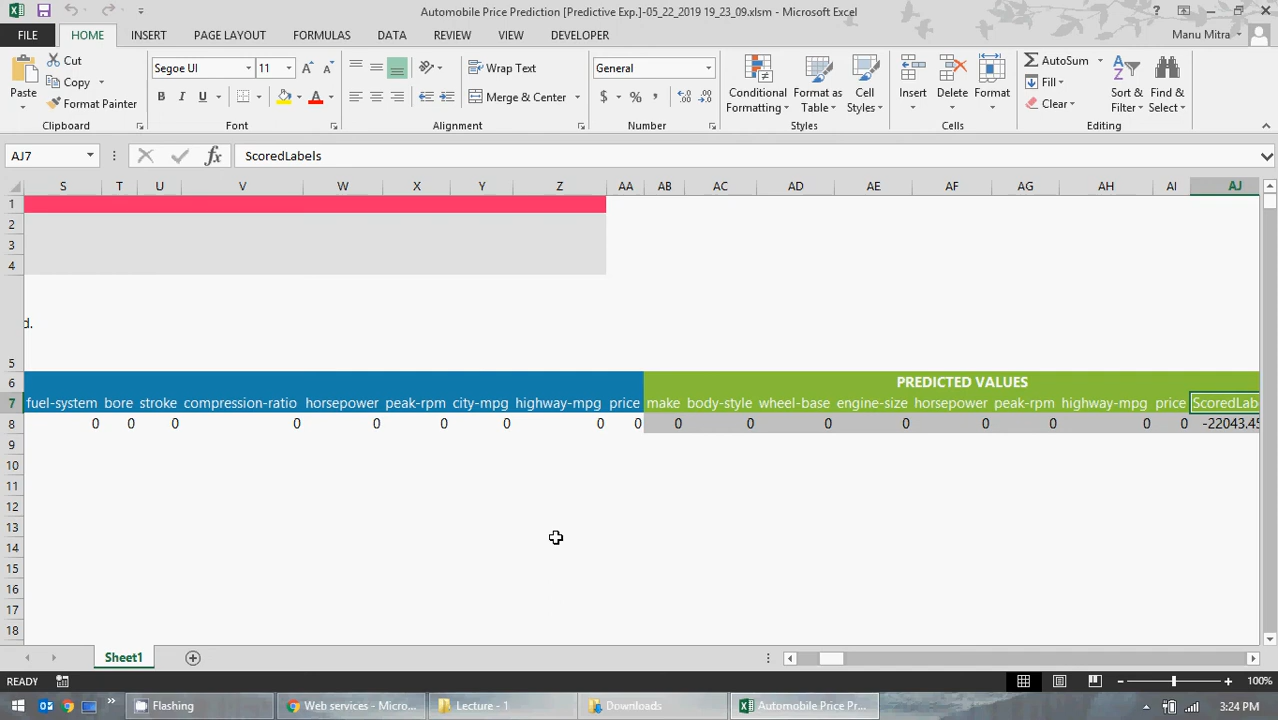 Automobile Price Prediction [Predictive Exp.]-05_22_2019 19_23_09.xlsm - Microsoft Excel
FILE HOME INSERT PAGE LAYOUT FORMULAS DATA REVIEW VIEW DEVELOPER Manu Mitra
Paste Cut Copy Format Painter
Segoe UI 11
B I U
Wrap Text
Merge & Center
General
$ % ,
Conditional Formatting Format as Table Cell Styles
Insert Delete Format
AutoSum Fill Clear
Sort & Filter Find & Select
Clipboard Font Alignment Number Styles Cells Editing
AJ7 fx ScoredLabels
S T U V W X Y Z AA AB AC AD AE AF AG AH AI AJ
1
2
3
4
d.
5
6 PREDICTED VALUES
7 fuel-system bore stroke compression-ratio horsepower peak-rpm city-mpg highway-mpg price make body-style wheel-base engine-size horsepower peak-rpm highway-mpg price ScoredLab
8 0 0 0 0 0 0 0 0 0 0 0 0 0 0 0 0 0 -22043.45
9
10
11
12
13
14
15
16
17
18
Sheet1
READY 100%
Flashing Web services - Micro... Lecture - 1 Downloads Automobile Price Pr... 3:24 PM